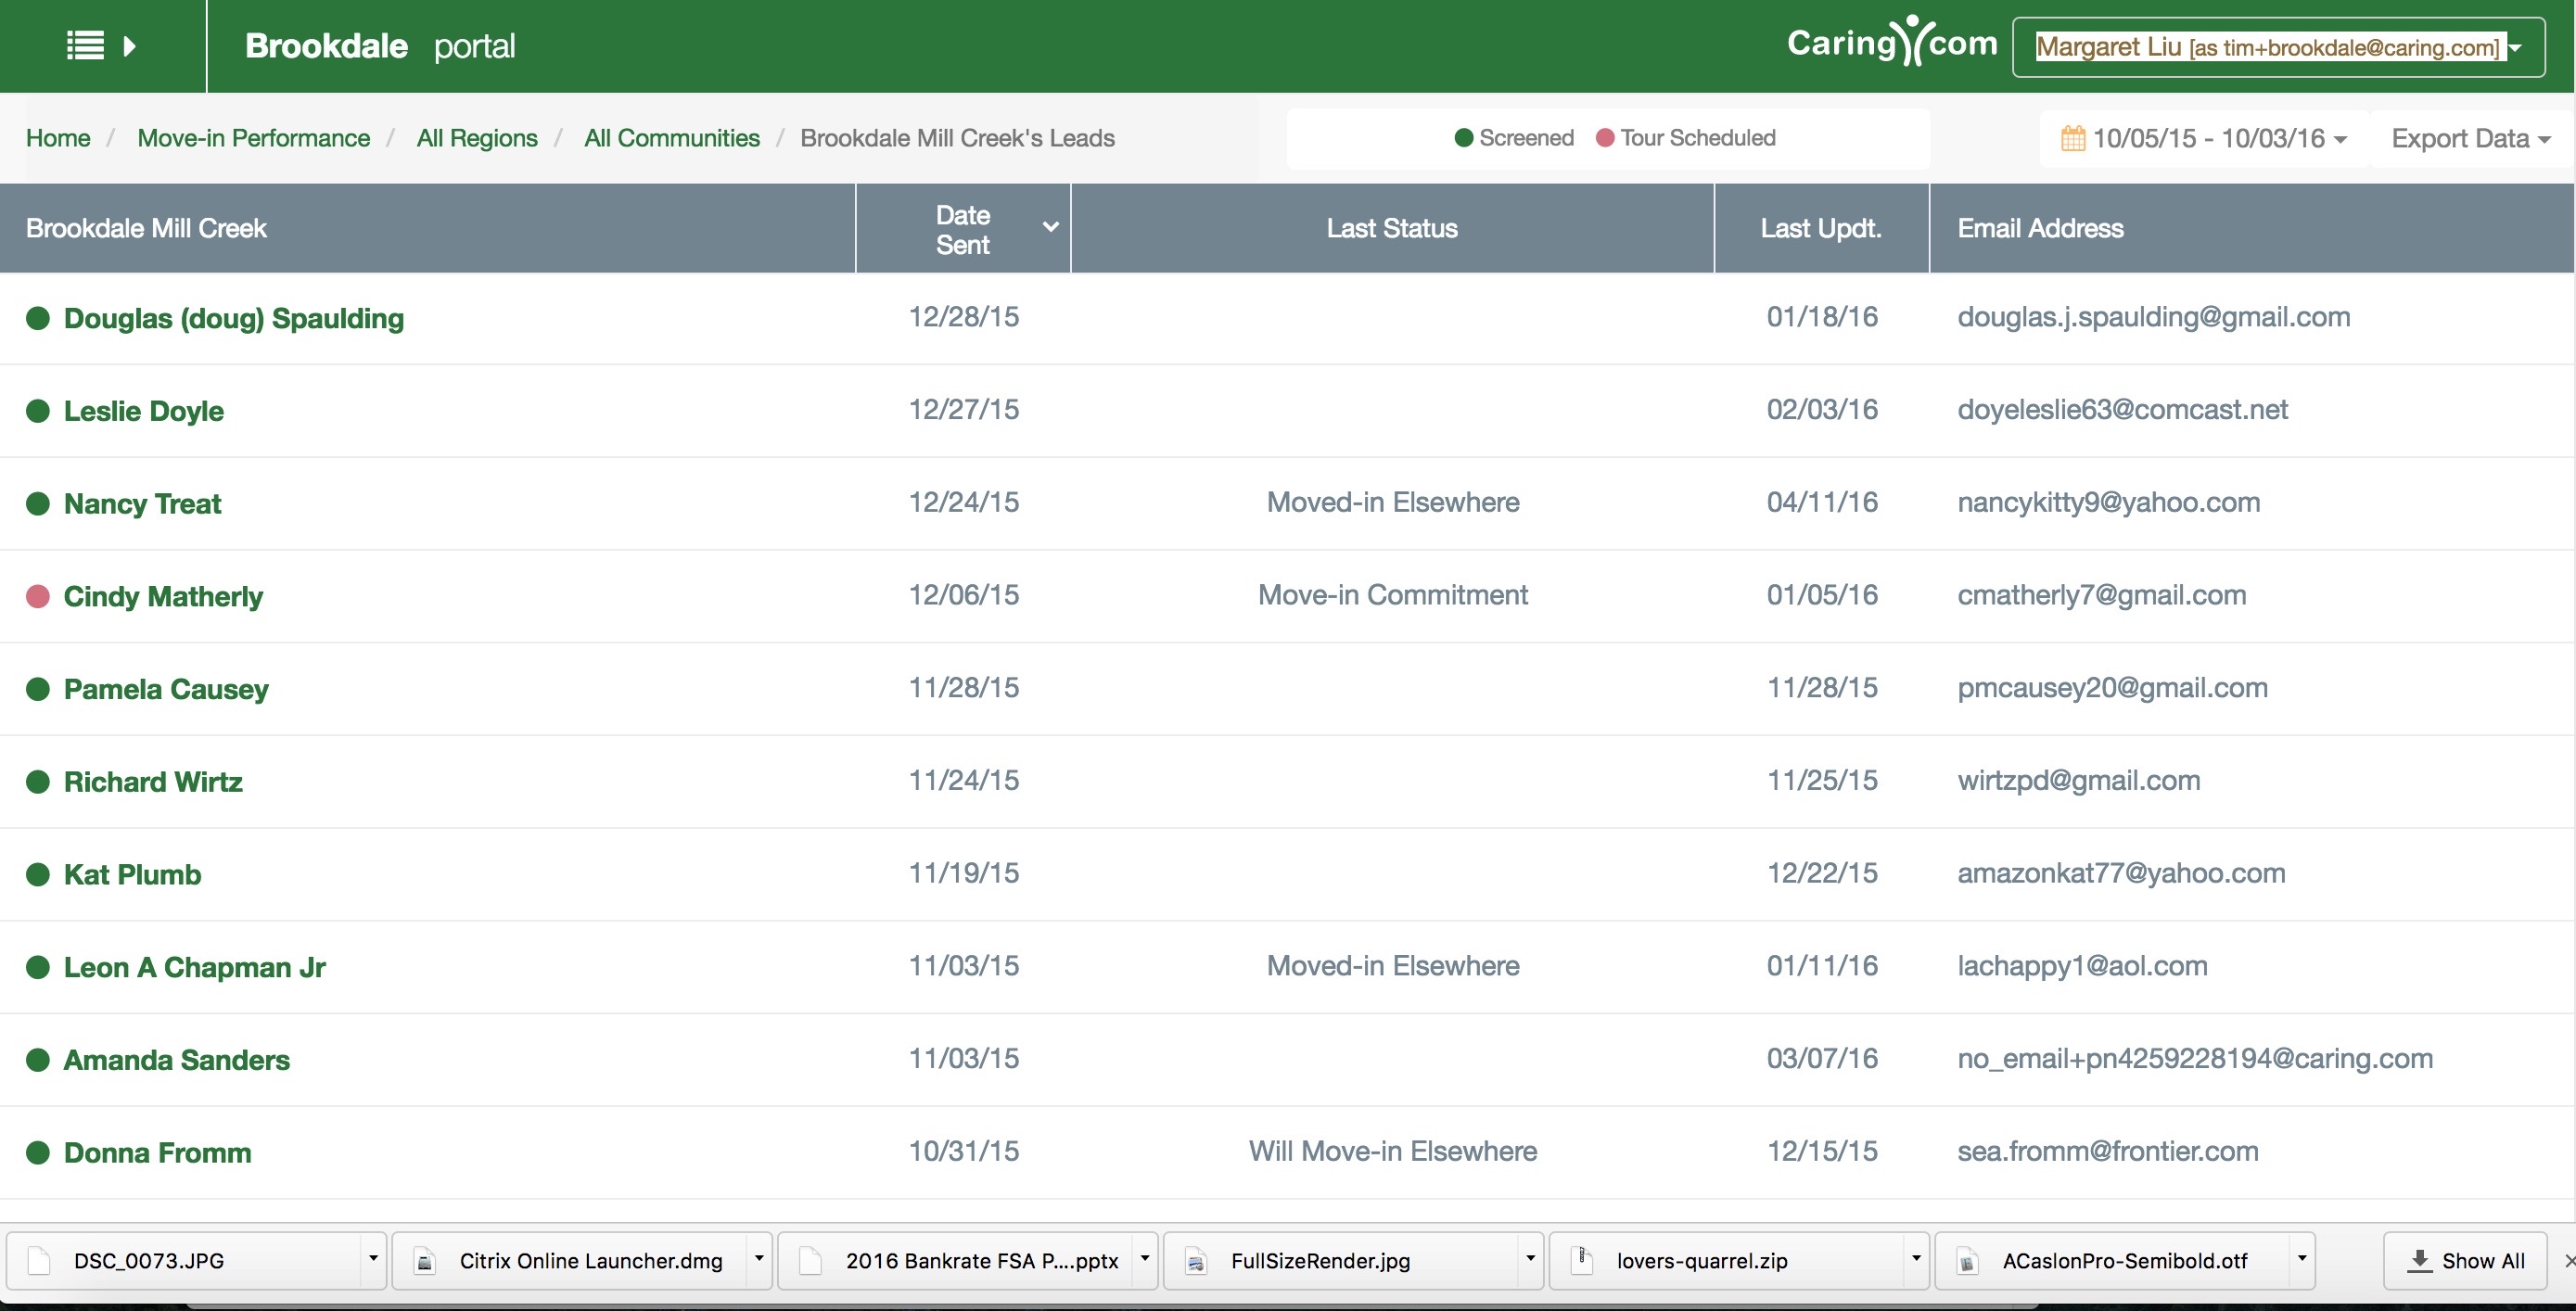 Brookdale portal
Caring.com
Margaret Liu [as tim+brookdale@caring.com]
Home / Move-in Performance / All Regions / All Communities / Brookdale Mill Creek's Leads
Screened Tour Scheduled
10/05/15 - 10/03/16
Export Data
Brookdale Mill Creek Date Sent Last Status Last Updt. Email Address
Douglas (doug) Spaulding 12/28/15 01/18/16 douglas.j.spaulding@gmail.com
Leslie Doyle 12/27/15 02/03/16 doyeleslie63@comcast.net
Nancy Treat 12/24/15 Moved-in Elsewhere 04/11/16 nancykitty9@yahoo.com
Cindy Matherly 12/06/15 Move-in Commitment 01/05/16 cmatherly7@gmail.com
Pamela Causey 11/28/15 11/28/15 pmcausey20@gmail.com
Richard Wirtz 11/24/15 11/25/15 wirtzpd@gmail.com
Kat Plumb 11/19/15 12/22/15 amazonkat77@yahoo.com
Leon A Chapman Jr 11/03/15 Moved-in Elsewhere 01/11/16 lachappy1@aol.com
Amanda Sanders 11/03/15 03/07/16 no_email+pn4259228194@caring.com
Donna Fromm 10/31/15 Will Move-in Elsewhere 12/15/15 sea.fromm@frontier.com
DSC_0073.JPG Citrix Online Launcher.dmg 2016 Bankrate FSA P....pptx FullSizeRender.jpg lovers-quarrel.zip ACaslonPro-Semibold.otf Show All